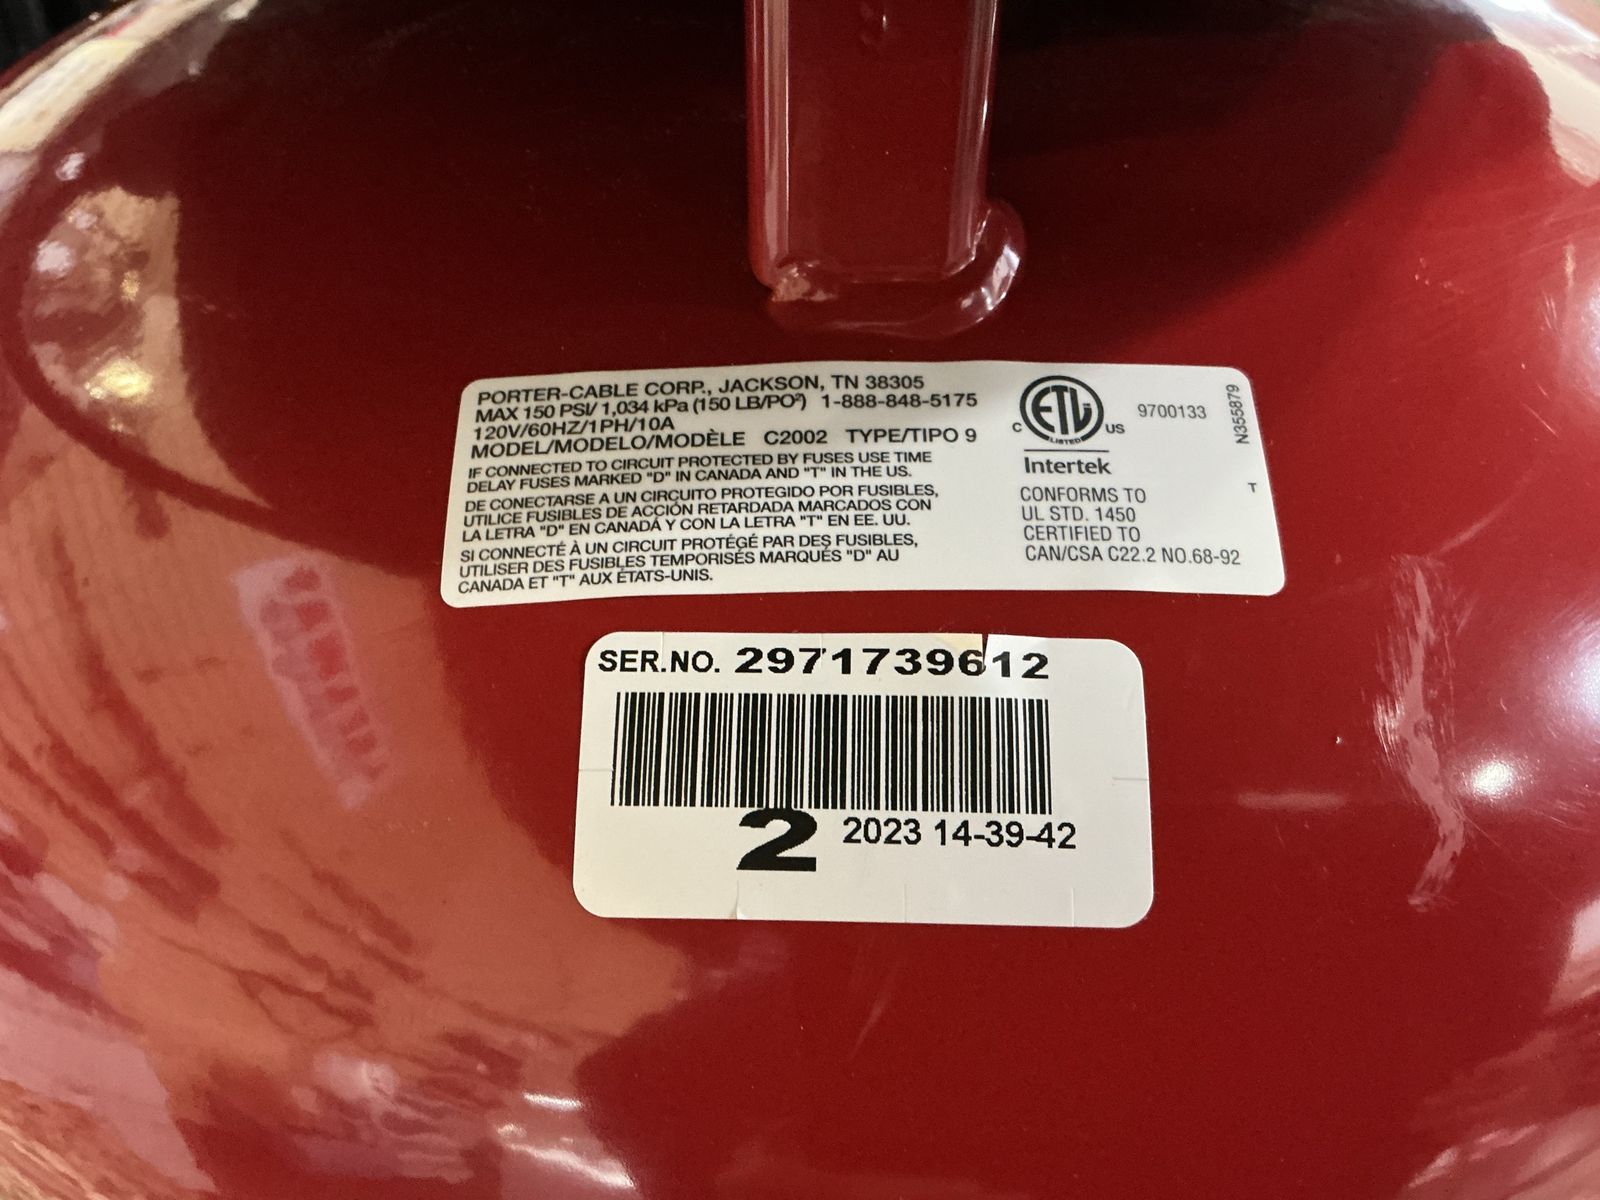 PORTER-CABLE CORP., JACKSON, TN 38305
MAX 150 PSI/ 1,034 kPa (150 LB/PO²) 1-888-848-5175
120V/60HZ/1PH/10A
MODEL/MODELO/MODÈLE C2002 TYPE/TIPO 9
IF CONNECTED TO CIRCUIT PROTECTED BY FUSES USE TIME
DELAY FUSES MARKED "D" IN CANADA AND "T" IN THE US.
DE CONECTARSE A UN CIRCUITO PROTEGIDO POR FUSIBLES,
UTILICE FUSIBLES DE ACCIÓN RETARDADA MARCADOS CON
LA LETRA "D" EN CANADÁ Y CON LA LETRA "T" EN EE. UU.
SI CONNECTÉ À UN CIRCUIT PROTÉGÉ PAR DES FUSIBLES,
UTILISER DES FUSIBLES TEMPORISÉS MARQUÉS "D" AU
CANADA ET "T" AUX ÉTATS-UNIS.
C ETL US
LISTED
9700133
Intertek
CONFORMS TO
UL STD. 1450
CERTIFIED TO
CAN/CSA C22.2 NO.68-92
N355879
T
SER.NO. 2971739612
2 2023 14-39-42